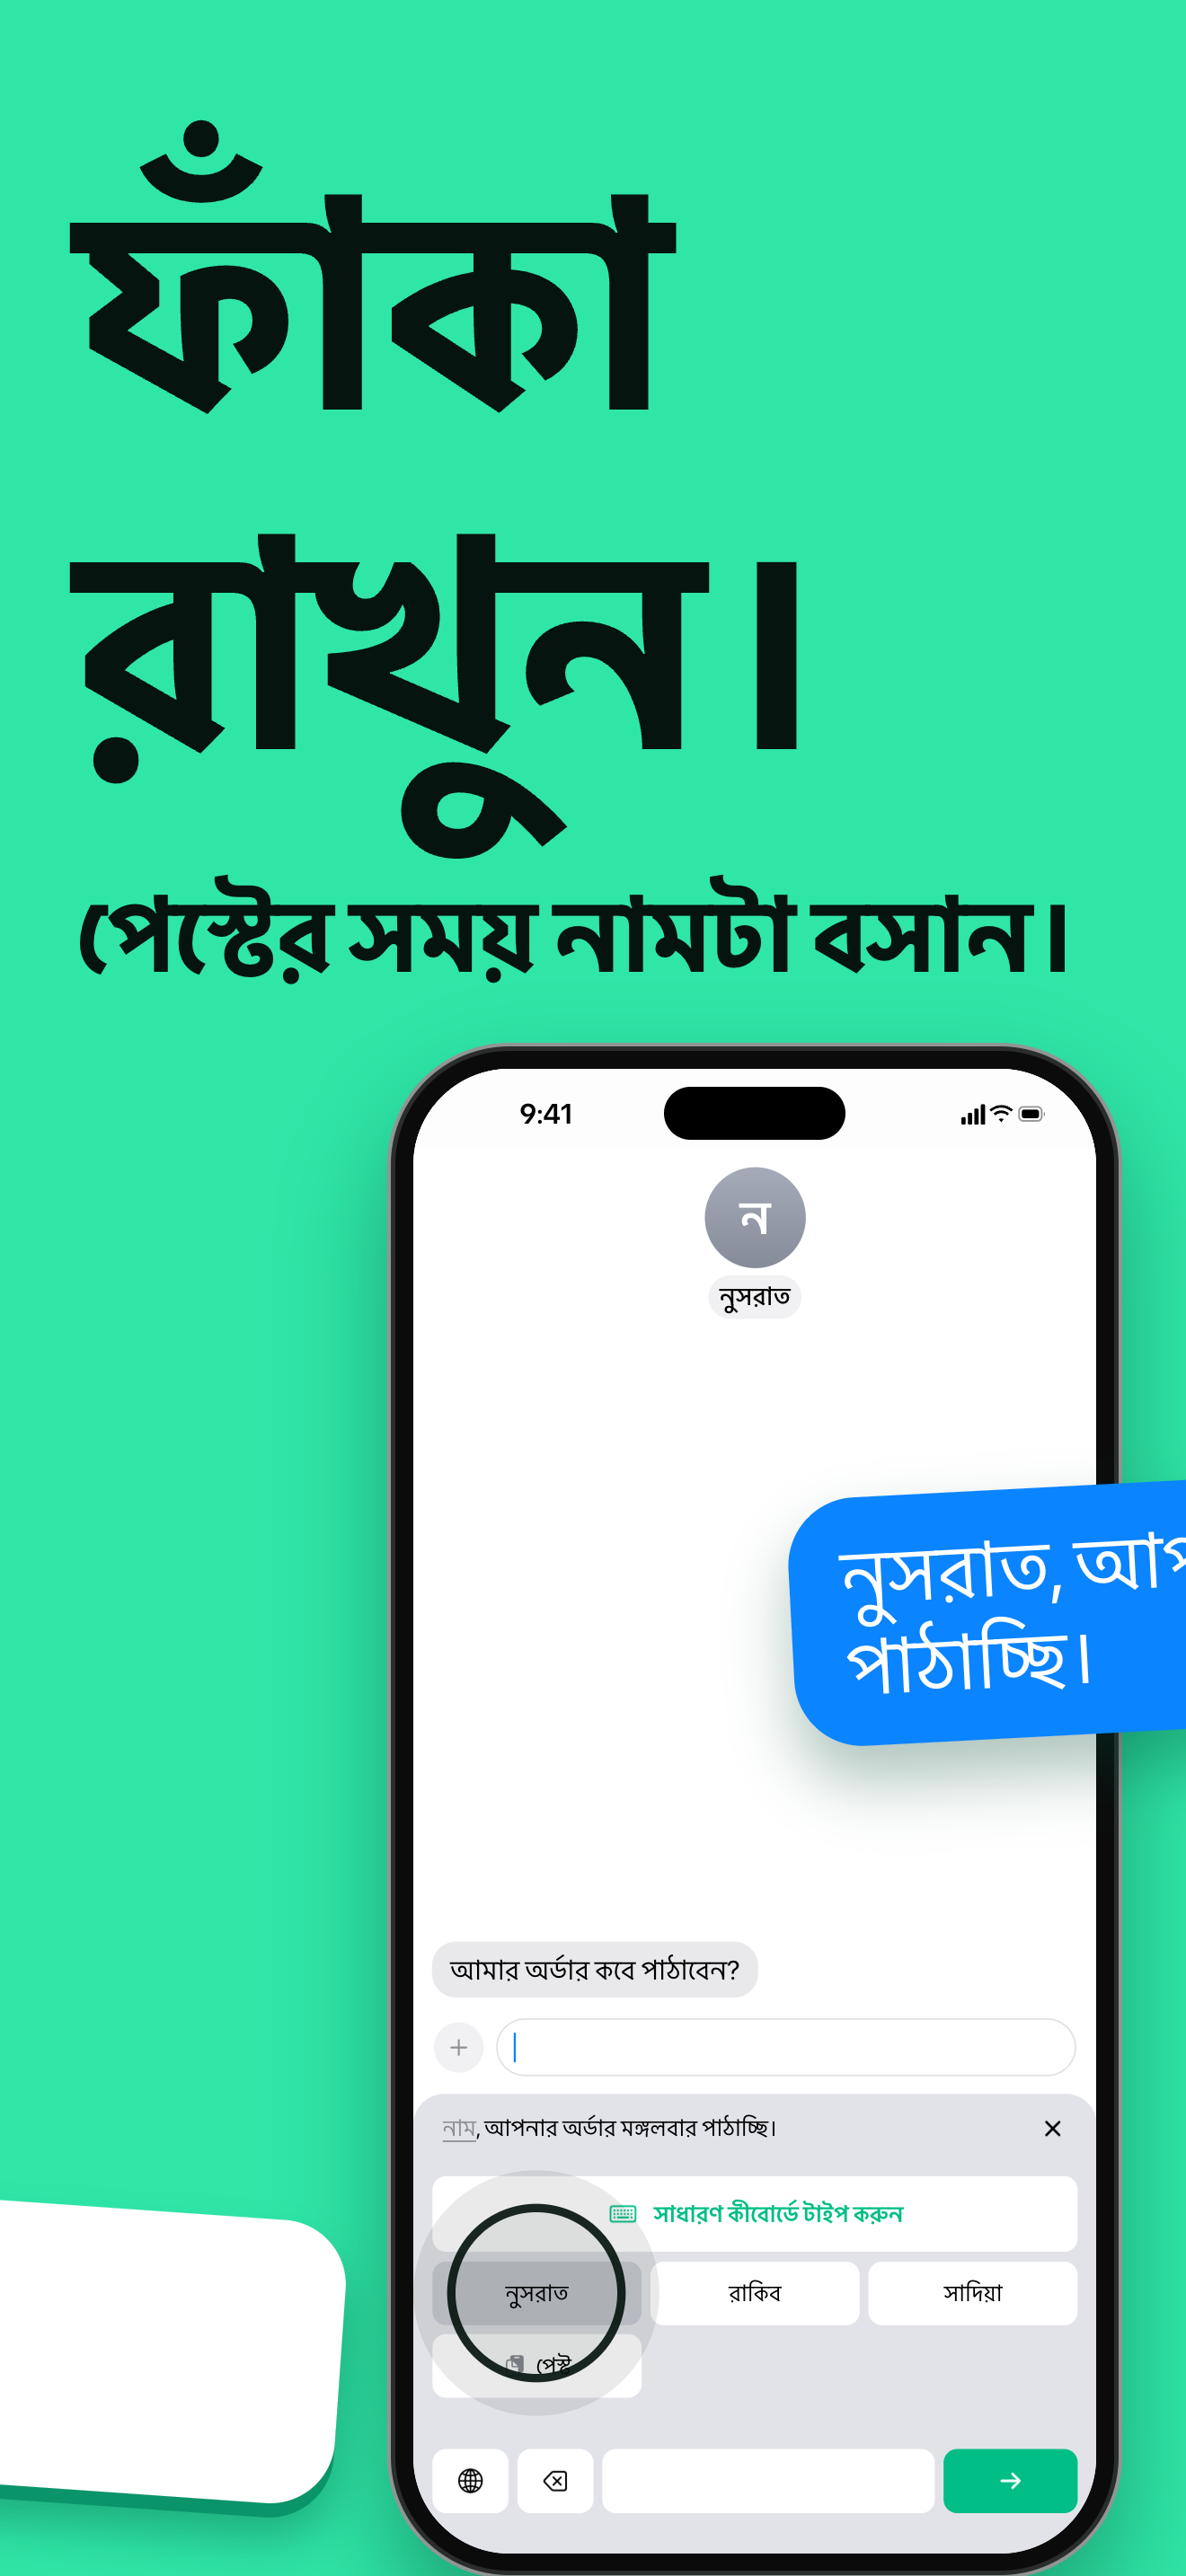 ফাঁকা
রাখুন।
পেস্টের সময় নামটা বসান।
9:41
ন
নুসরাত
নুসরাত, আপ
পাঠাচ্ছি।
আমার অর্ডার কবে পাঠাবেন?
নাম, আপনার অর্ডার মঙ্গলবার পাঠাচ্ছি।
সাধারণ কীবোর্ডে টাইপ করুন
নুসরাত রাকিব সাদিয়া
পেস্ট